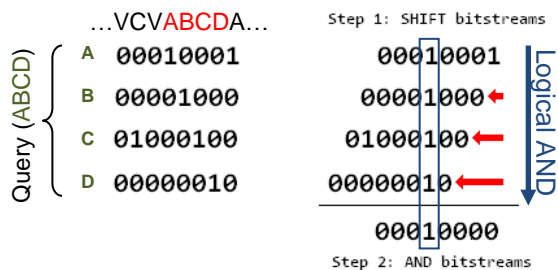 …VCVABCDA…
Query (ABCD)
A 00010001
B 00001000
C 01000100
D 00000010
Step 1: SHIFT bitstreams
00010001
00001000
01000100
00000010
Logical AND
00010000
Step 2: AND bitstreams